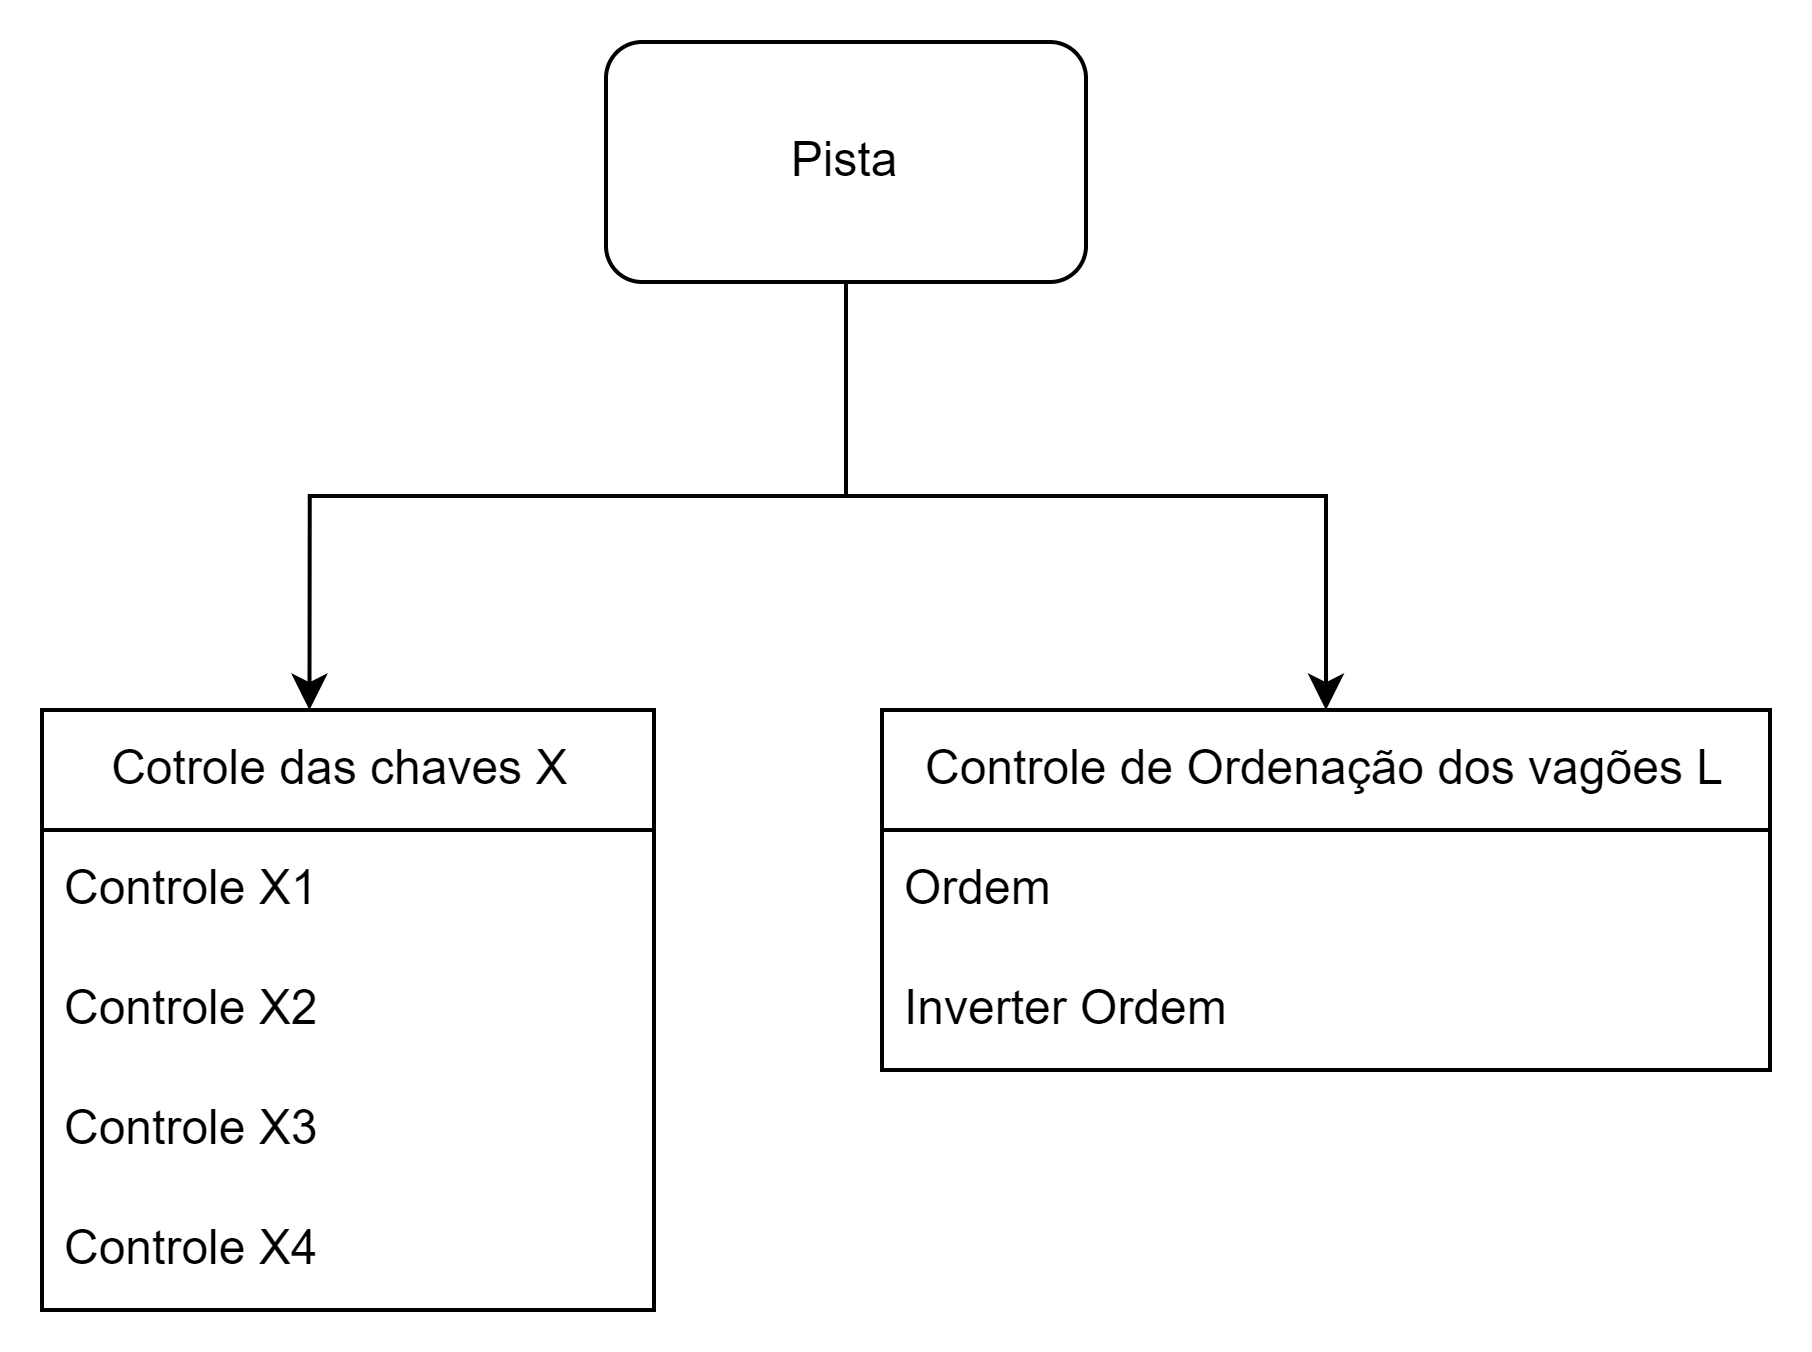 Pista
Cotrole das chaves X
Controle X1
Controle X2
Controle X3
Controle X4
Controle de Ordenação dos vagões L
Ordem
Inverter Ordem